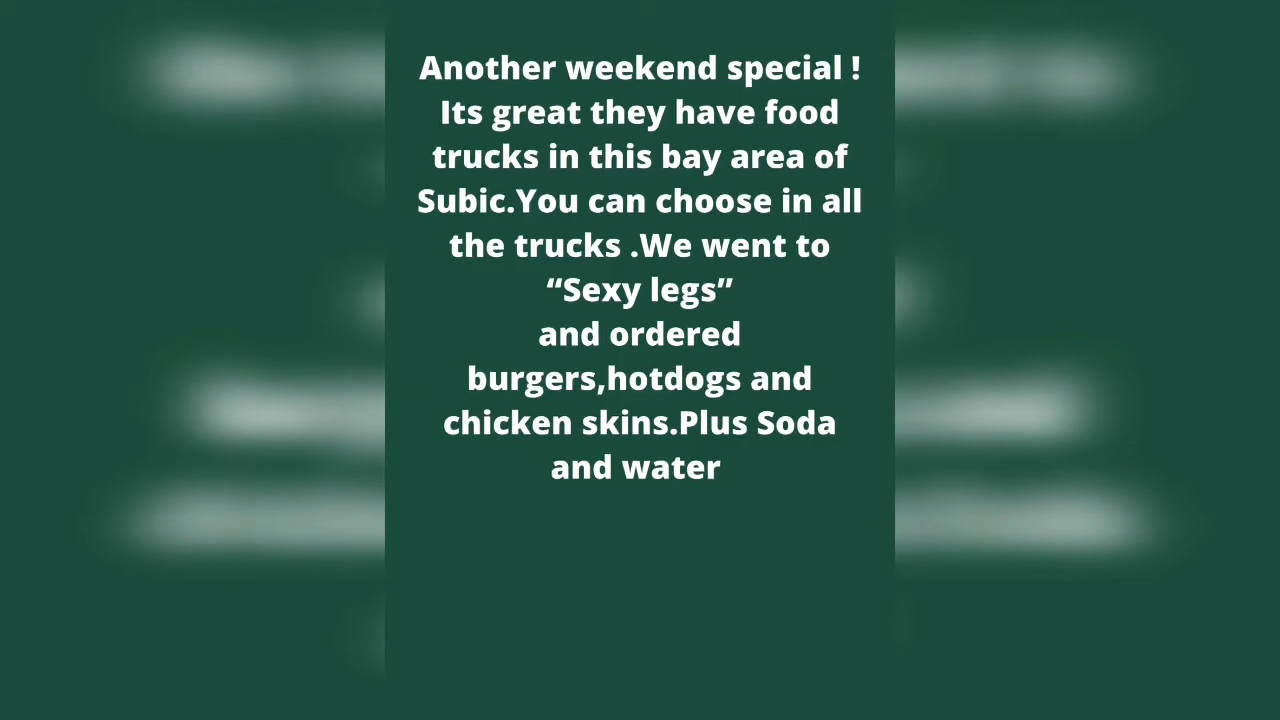 Another weekend special !
Its great they have food
trucks in this bay area of
Subic.You can choose in all
the trucks .We went to
“Sexy legs”
and ordered
burgers,hotdogs and
chicken skins.Plus Soda
and water